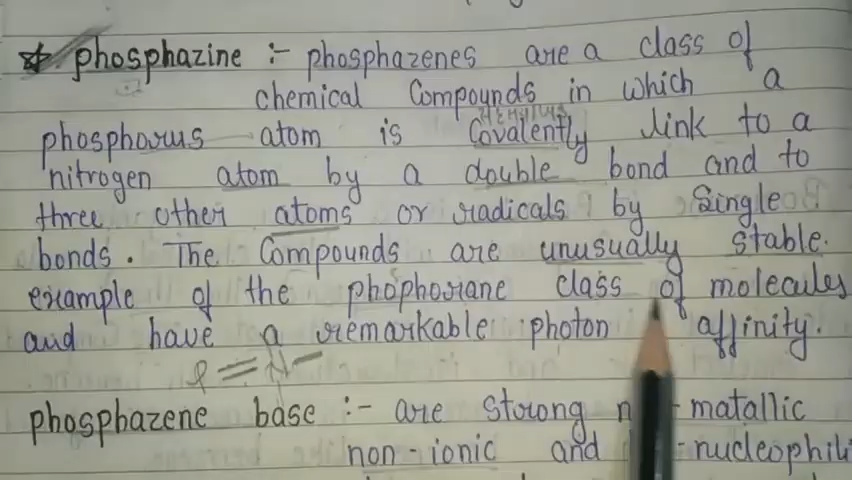 * phosphazine :- phosphazenes are a class of
chemical Compounds in which a
phosphorus atom is Covalently link to a
nitrogen atom by a double bond and to
three other atoms or radicals by Single
bonds. The Compounds are unusually stable.
example of the phophorane class of molecules
and have a remarkable photon affinity.
P = N -
phosphazene base :- are strong matallic
non-ionic and -nucleophili